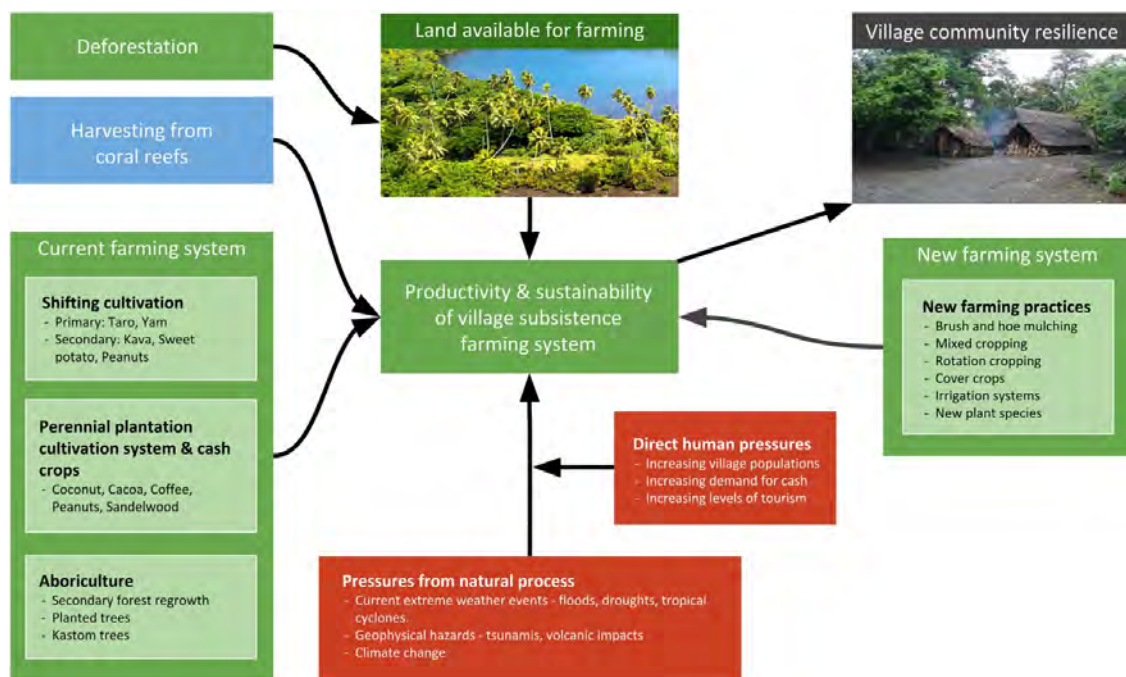 Deforestation
Harvesting from
coral reefs
Land available for farming
Village community resilience
Current farming system
Shifting cultivation
- Primary: Taro, Yam
- Secondary: Kava, Sweet
potato, Peanuts
Perennial plantation
cultivation system & cash
crops
- Coconut, Cacoa, Coffee,
Peanuts, Sandelwood
Aboriculture
- Secondary forest regrowth
- Planted trees
- Kastom trees
Productivity & sustainability
of village subsistence
farming system
New farming system
New farming practices
- Brush and hoe mulching
- Mixed cropping
- Rotation cropping
- Cover crops
- Irrigation systems
- New plant species
Direct human pressures
- Increasing village populations
- Increasing demand for cash
- Increasing levels of tourism
Pressures from natural process
- Current extreme weather events - floods, droughts, tropical
cyclones.
- Geophysical hazards - tsunamis, volcanic impacts
- Climate change